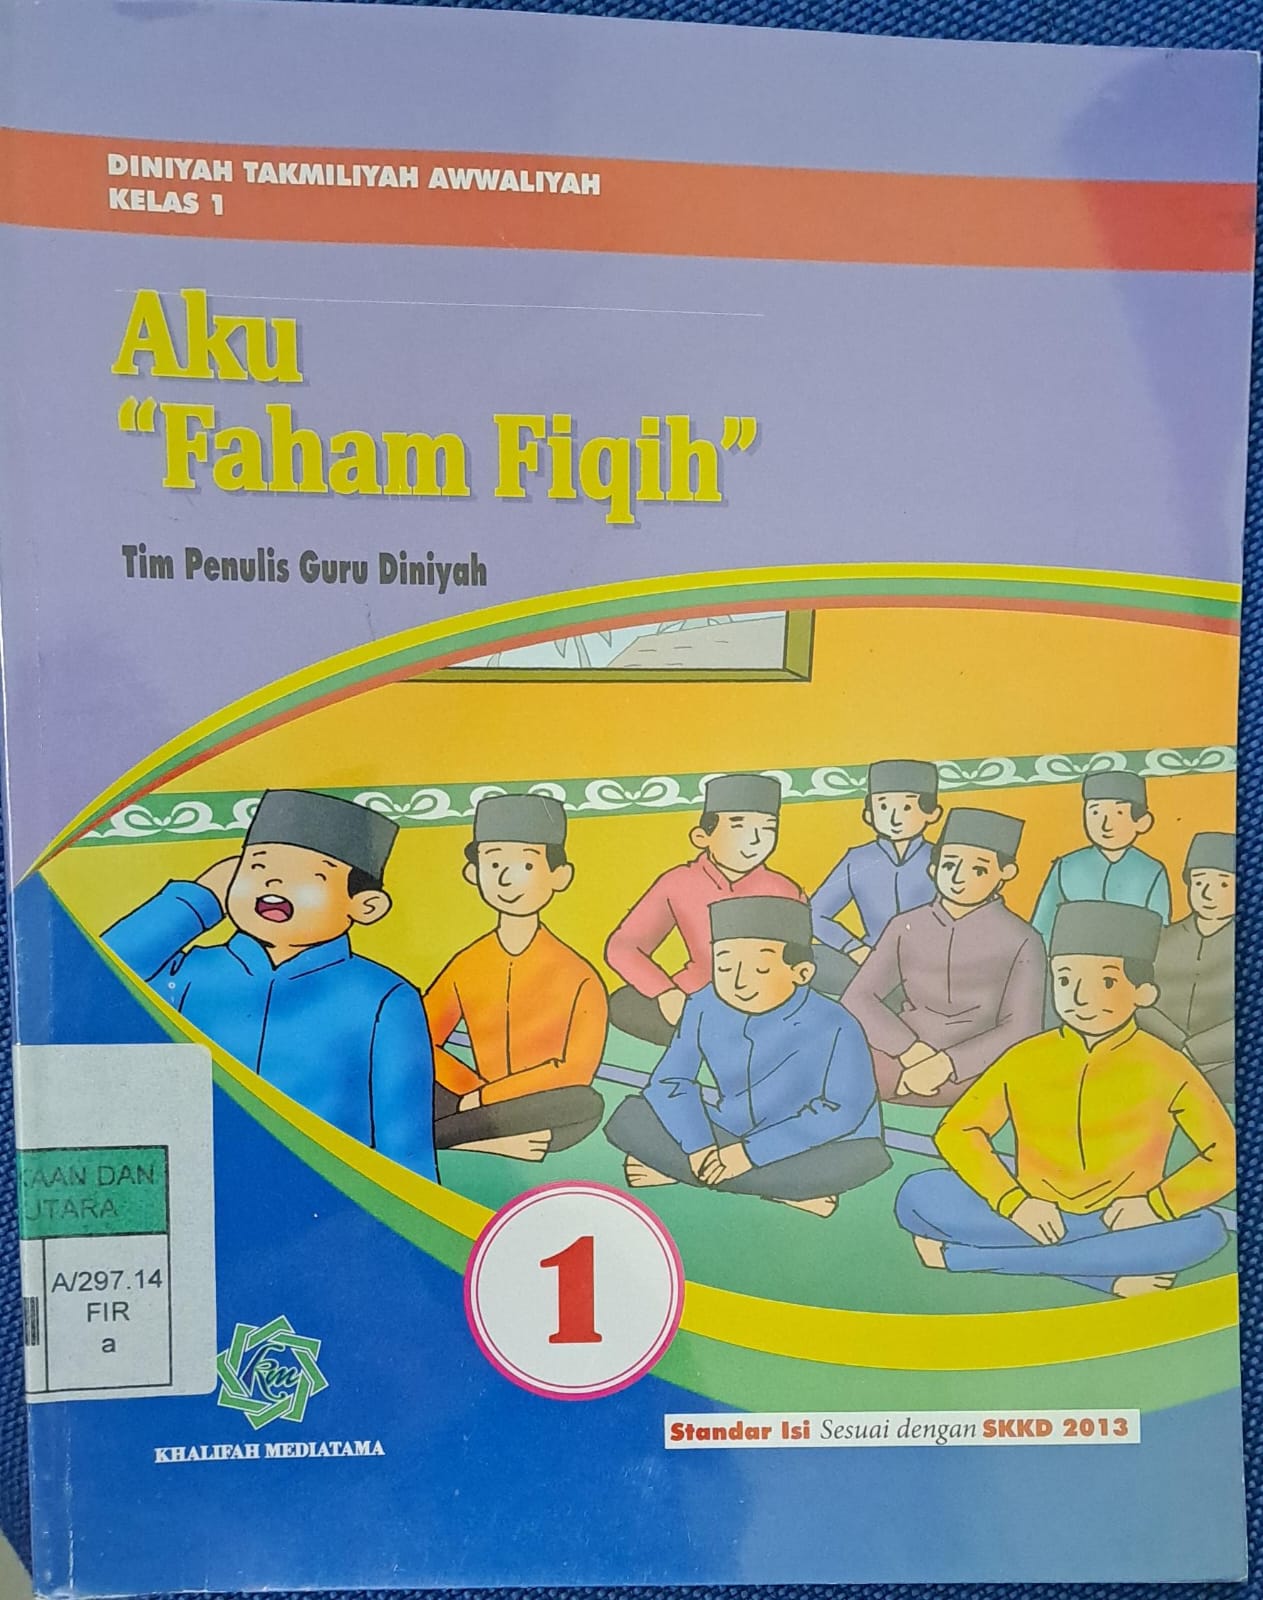 DINIYAH TAKMILIYAH AWWALIYAH
KELAS 1
Aku
“Faham Fiqih”
Tim Penulis Guru Diniyah
DAN
UTARA
A/297.14
FIR
a
1
km
KHALIFAH MEDIATAMA
Standar Isi Sesuai dengan SKKD 2013